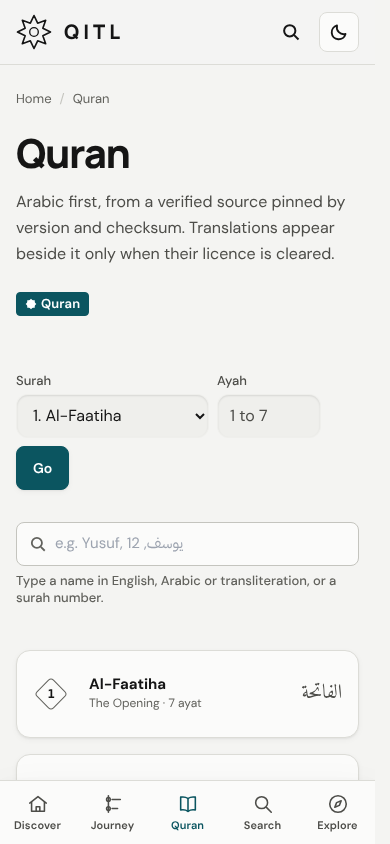 QITL
Home / Quran
Quran
Arabic first, from a verified source pinned by
version and checksum. Translations appear
beside it only when their licence is cleared.
Quran
Surah
Ayah
1. Al-Faatiha
1 to 7
Go
e.g. Yusuf, 12 ,يوسف
Type a name in English, Arabic or transliteration, or a
surah number.
1
Al-Faatiha
The Opening · 7 ayat
الفاتحة
Discover
Journey
Quran
Search
Explore